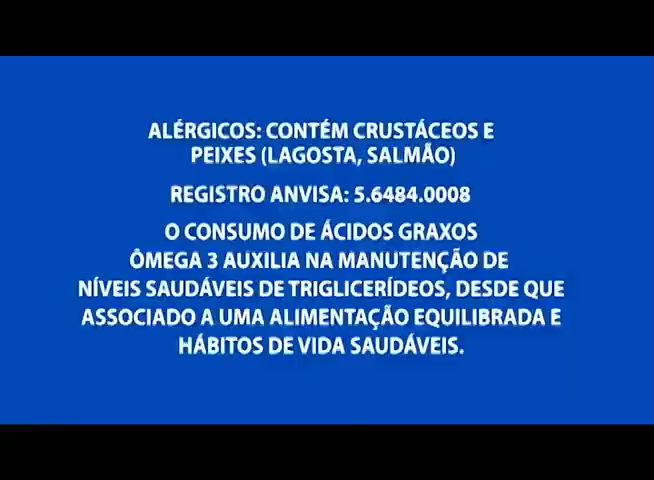 ALÉRGICOS: CONTÉM CRUSTÁCEOS E
PEIXES (LAGOSTA, SALMÃO)
REGISTRO ANVISA: 5.6484.0008
O CONSUMO DE ÁCIDOS GRAXOS
ÔMEGA 3 AUXILIA NA MANUTENÇÃO DE
NÍVEIS SAUDÁVEIS DE TRIGLICERÍDEOS, DESDE QUE
ASSOCIADO A UMA ALIMENTAÇÃO EQUILIBRADA E
HÁBITOS DE VIDA SAUDÁVEIS.